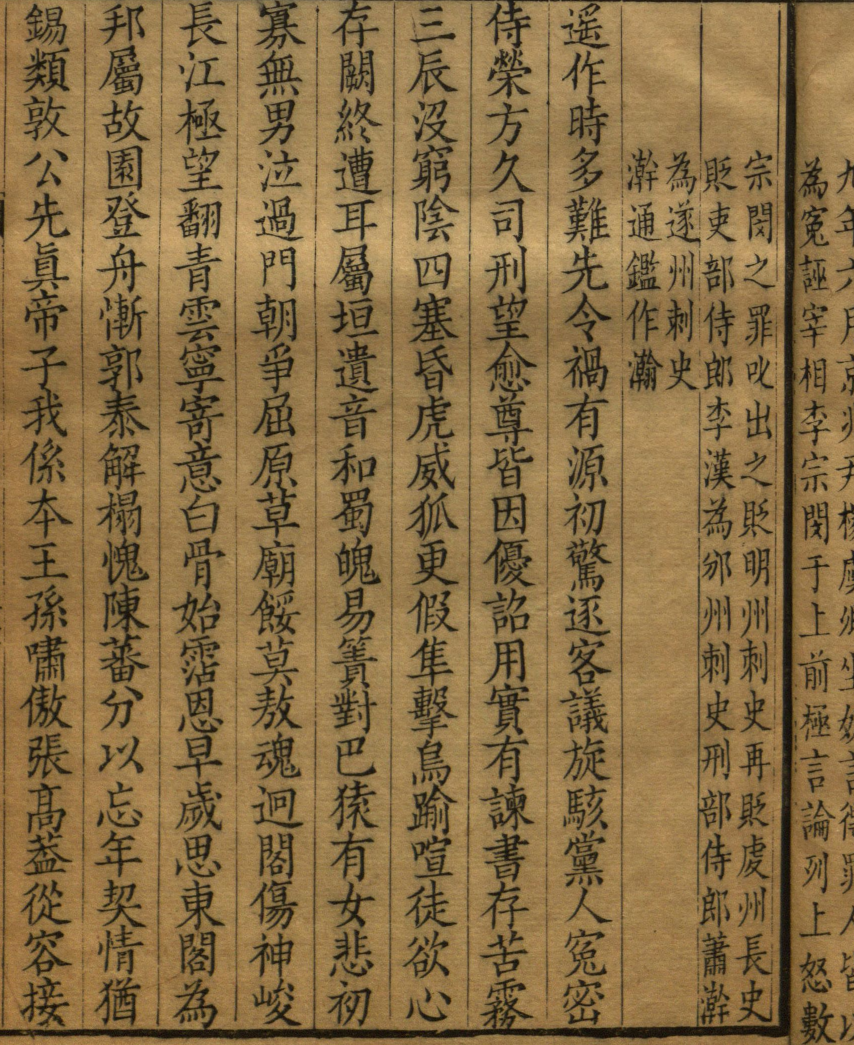 九年六月京兆尹楊虞卿坐妖言罪人皆以
為冤誣宰相李宗閔于上前極言論列上怒數
宗閔之罪叱出之貶明州刺史再貶處州長史
貶吏部侍郎李漢為邠州刺史刑部侍郎蕭澣
為遂州刺史
澣通鑑作瀚
遥作時多難先令禍有源初驚逐客議旋駭黨人冤密
侍榮方久司刑望愈尊皆因優詔用實有諫書存苦霧
三辰沒窮陰四塞昏虎威狐更假隼擊鳥踰喧徒欲心
存闕終遭耳屬垣遺音和蜀魄易簀對巴猿有女悲初
寡無男泣過門朝爭屈原草廟餒莫敖魂迥閣傷神峻
長江極望翻青雲寧寄意白骨始霑恩早歲思東閣為
邦屬故園登舟慚郭泰解榻愧陳蕃分以忘年契情猶
錫類敦公先眞帝子我係本王孫嘯傲張高蓋從容接